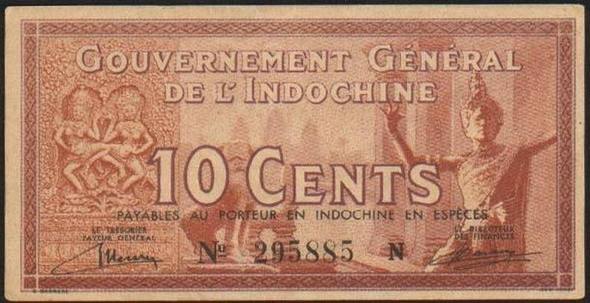 GOUVERNEMENT GÉNÉRAL
DE L'INDOCHINE
10 CENTS
PAYABLES AU PORTEUR EN INDOCHINE EN ESPÈCES
LE TRÉSORIER
PAYEUR GÉNÉRAL
LE DIRECTEUR
DES FINANCES
Nº 295885 N